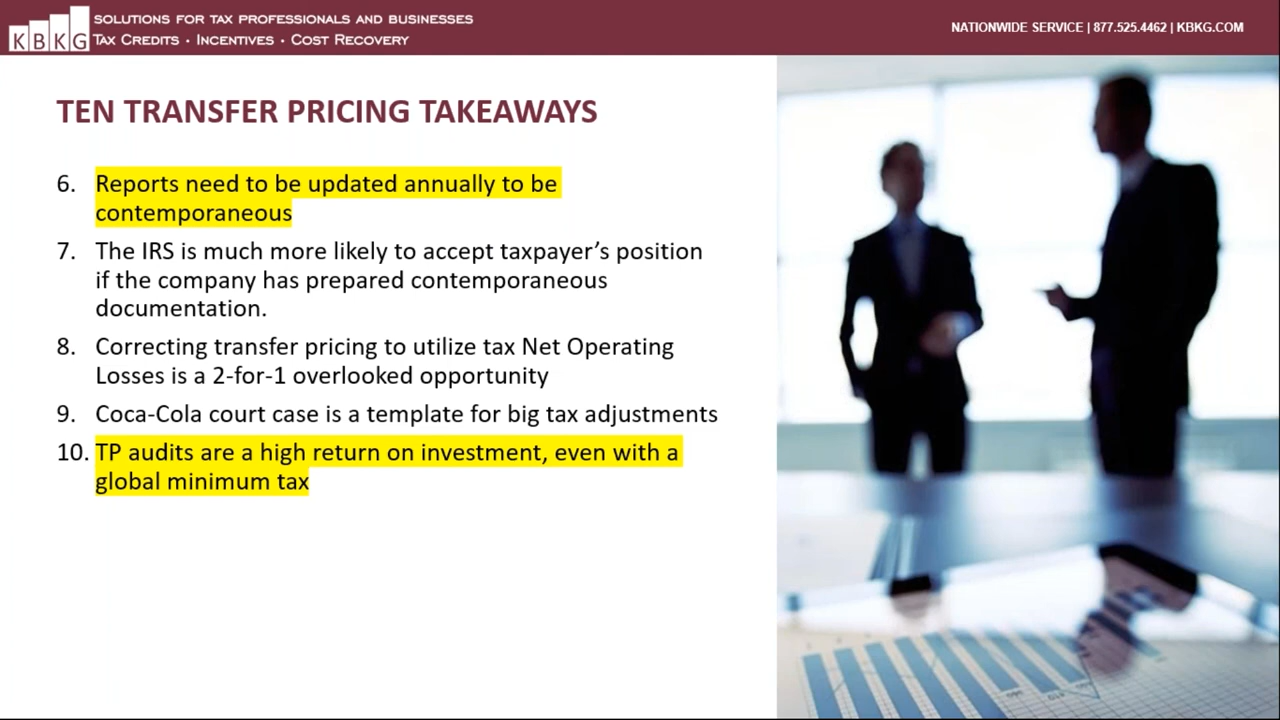 KBKG
SOLUTIONS FOR TAX PROFESSIONALS AND BUSINESSES
TAX CREDITS · INCENTIVES · COST RECOVERY
NATIONWIDE SERVICE | 877.525.4462 | KBKG.COM
TEN TRANSFER PRICING TAKEAWAYS
6. Reports need to be updated annually to be
contemporaneous
7. The IRS is much more likely to accept taxpayer’s position
if the company has prepared contemporaneous
documentation.
8. Correcting transfer pricing to utilize tax Net Operating
Losses is a 2-for-1 overlooked opportunity
9. Coca-Cola court case is a template for big tax adjustments
10. TP audits are a high return on investment, even with a
global minimum tax